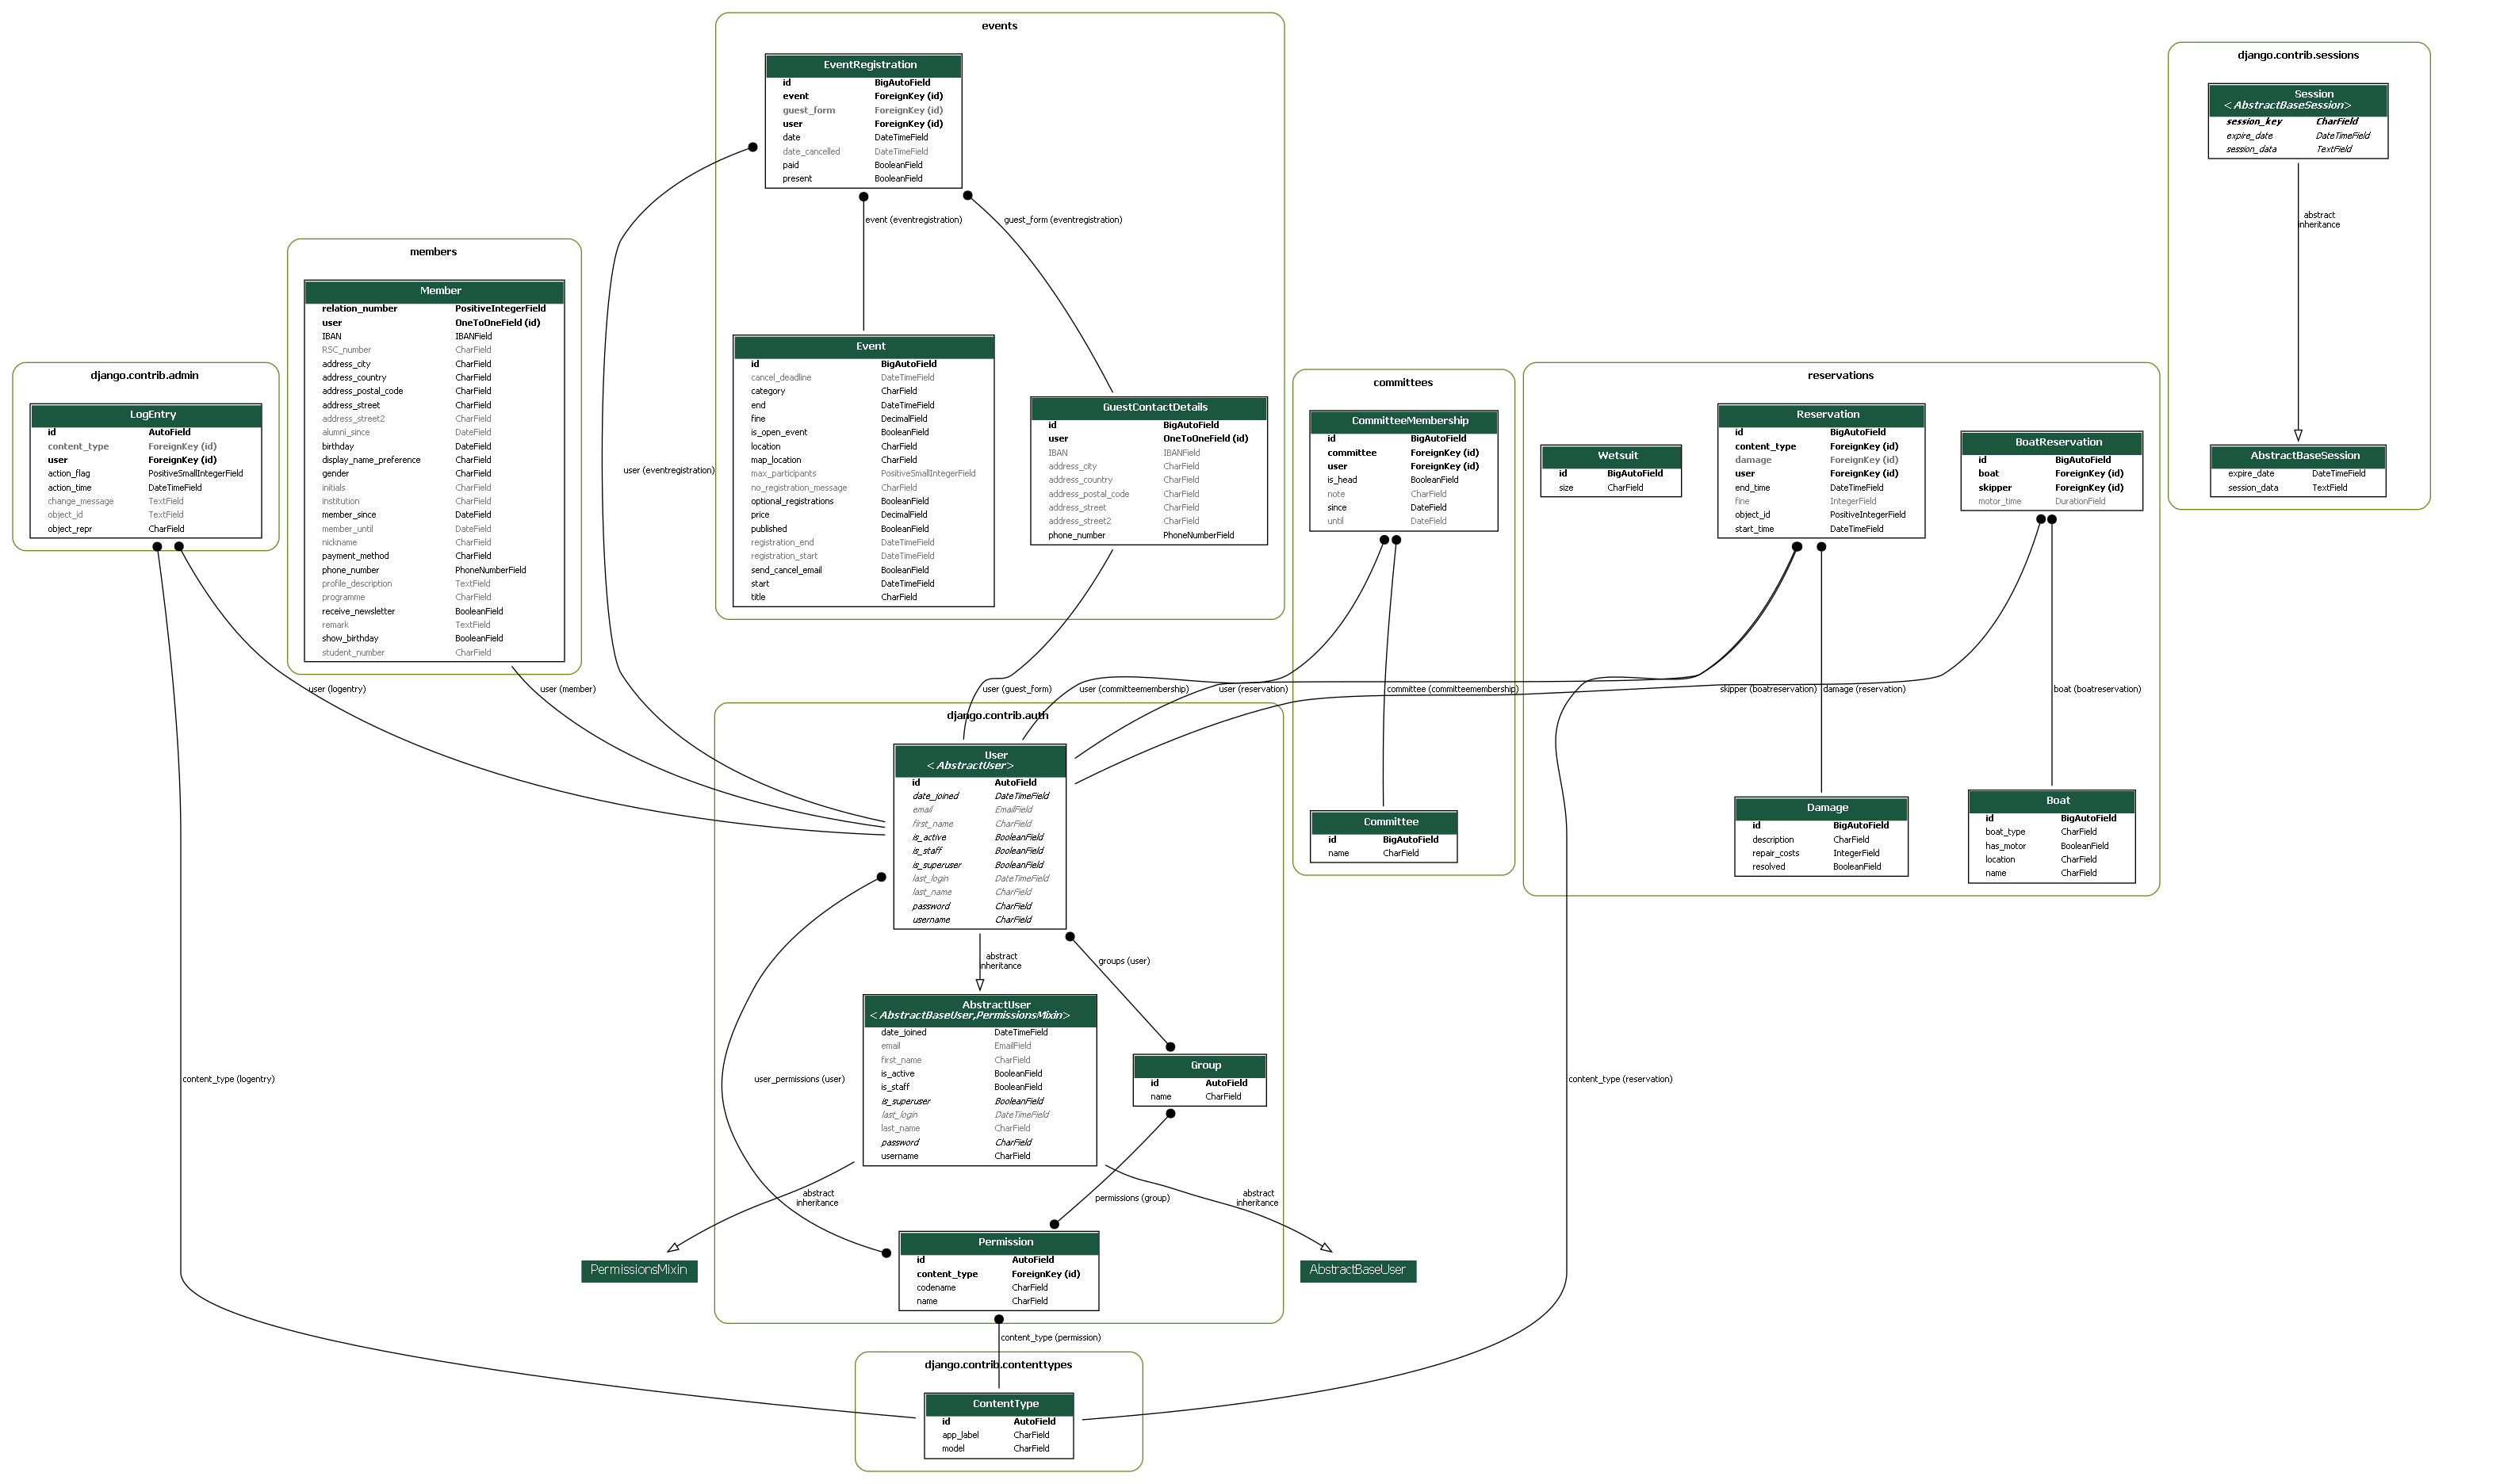 events
EventRegistration
id BigAutoField
event ForeignKey (id)
guest_form ForeignKey (id)
user ForeignKey (id)
date DateTimeField
date_cancelled DateTimeField
paid BooleanField
present BooleanField
event (eventregistration)
guest_form (eventregistration)
user (eventregistration)
Event
id BigAutoField
cancel_deadline DateTimeField
category CharField
end DateTimeField
fine DecimalField
is_open_event BooleanField
location CharField
map_location CharField
max_participants PositiveSmallIntegerField
no_registration_message CharField
optional_registrations BooleanField
price DecimalField
published BooleanField
registration_end DateTimeField
registration_start DateTimeField
send_cancel_email BooleanField
start DateTimeField
title CharField
GuestContactDetails
id BigAutoField
user OneToOneField (id)
IBAN IBANField
address_city CharField
address_country CharField
address_postal_code CharField
address_street CharField
address_street2 CharField
phone_number PhoneNumberField
members
Member
relation_number PositiveIntegerField
user OneToOneField (id)
IBAN IBANField
RSC_number CharField
address_city CharField
address_country CharField
address_postal_code CharField
address_street CharField
address_street2 CharField
alumni_since DateField
birthday DateField
display_name_preference CharField
gender CharField
initials CharField
institution CharField
member_since DateField
member_until DateField
nickname CharField
payment_method CharField
phone_number PhoneNumberField
profile_description TextField
programme CharField
receive_newsletter BooleanField
remark TextField
show_birthday BooleanField
student_number CharField
django.contrib.admin
LogEntry
id AutoField
content_type ForeignKey (id)
user ForeignKey (id)
action_flag PositiveSmallIntegerField
action_time DateTimeField
change_message TextField
object_id TextField
object_repr CharField
committees
CommitteeMembership
id BigAutoField
committee ForeignKey (id)
user ForeignKey (id)
is_head BooleanField
note CharField
since DateField
until DateField
Committee
id BigAutoField
name CharField
reservations
Wetsuit
id BigAutoField
size CharField
Reservation
id BigAutoField
content_type ForeignKey (id)
damage ForeignKey (id)
user ForeignKey (id)
end_time DateTimeField
fine IntegerField
object_id PositiveIntegerField
start_time DateTimeField
BoatReservation
id BigAutoField
boat ForeignKey (id)
skipper ForeignKey (id)
motor_time DurationField
Damage
id BigAutoField
description CharField
repair_costs IntegerField
resolved BooleanField
Boat
id BigAutoField
boat_type CharField
has_motor BooleanField
location CharField
name CharField
django.contrib.sessions
Session
<AbstractBaseSession>
session_key CharField
expire_date DateTimeField
session_data TextField
abstract
inheritance
AbstractBaseSession
expire_date DateTimeField
session_data TextField
user (logentry)
user (member)
user (guest_form)
user (committeemembership)
user (reservation)
committee (committeemembership)
skipper (boatreservation)
damage (reservation)
boat (boatreservation)
django.contrib.auth
User
<AbstractUser>
id AutoField
date_joined DateTimeField
email EmailField
first_name CharField
is_active BooleanField
is_staff BooleanField
is_superuser BooleanField
last_login DateTimeField
last_name CharField
password CharField
username CharField
abstract
inheritance
groups (user)
AbstractUser
<AbstractBaseUser,PermissionsMixin>
date_joined DateTimeField
email EmailField
first_name CharField
is_active BooleanField
is_staff BooleanField
is_superuser BooleanField
last_login DateTimeField
last_name CharField
password CharField
username CharField
Group
id AutoField
name CharField
content_type (logentry)
user_permissions (user)
content_type (reservation)
abstract
inheritance
permissions (group)
abstract
inheritance
PermissionsMixin
Permission
id AutoField
content_type ForeignKey (id)
codename CharField
name CharField
AbstractBaseUser
content_type (permission)
django.contrib.contenttypes
ContentType
id AutoField
app_label CharField
model CharField